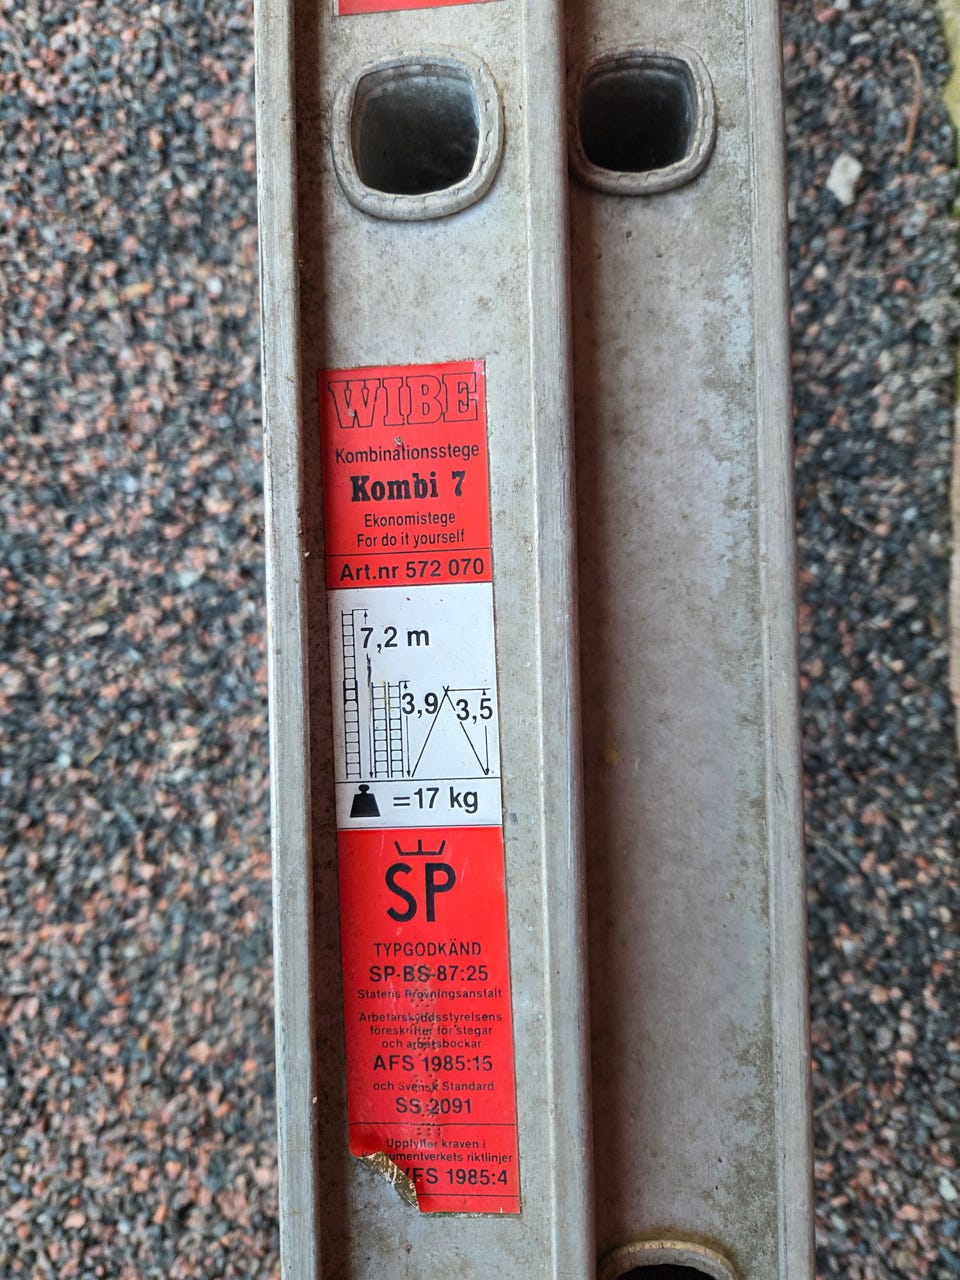 WIBE
Kombinationsstege
Kombi 7
Ekonomistege
For do it yourself
Art.nr 572 070
7,2 m
3,9
3,5
=17 kg
SP
TYPGODKÄND
SP-BS-87:25
Statens Provningsanstalt
Arbetarskyddsstyrelsens
föreskrifter för stegar
och arbetsbockar
AFS 1985:15
och Svensk Standard
SS 2091
Uppfyller kraven i
umentverkets riktlinjer
FS 1985:4